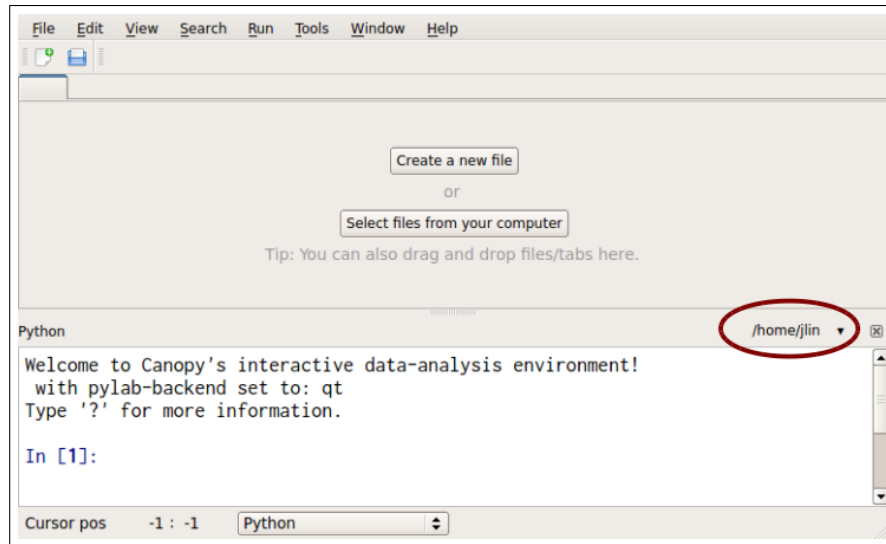 File Edit View Search Run Tools Window Help
Create a new file
or
Select files from your computer
Tip: You can also drag and drop files/tabs here.
Python /home/jlin
Welcome to Canopy's interactive data-analysis environment!
with pylab-backend set to: qt
Type '?' for more information.
In [1]:
Cursor pos -1 : -1 Python